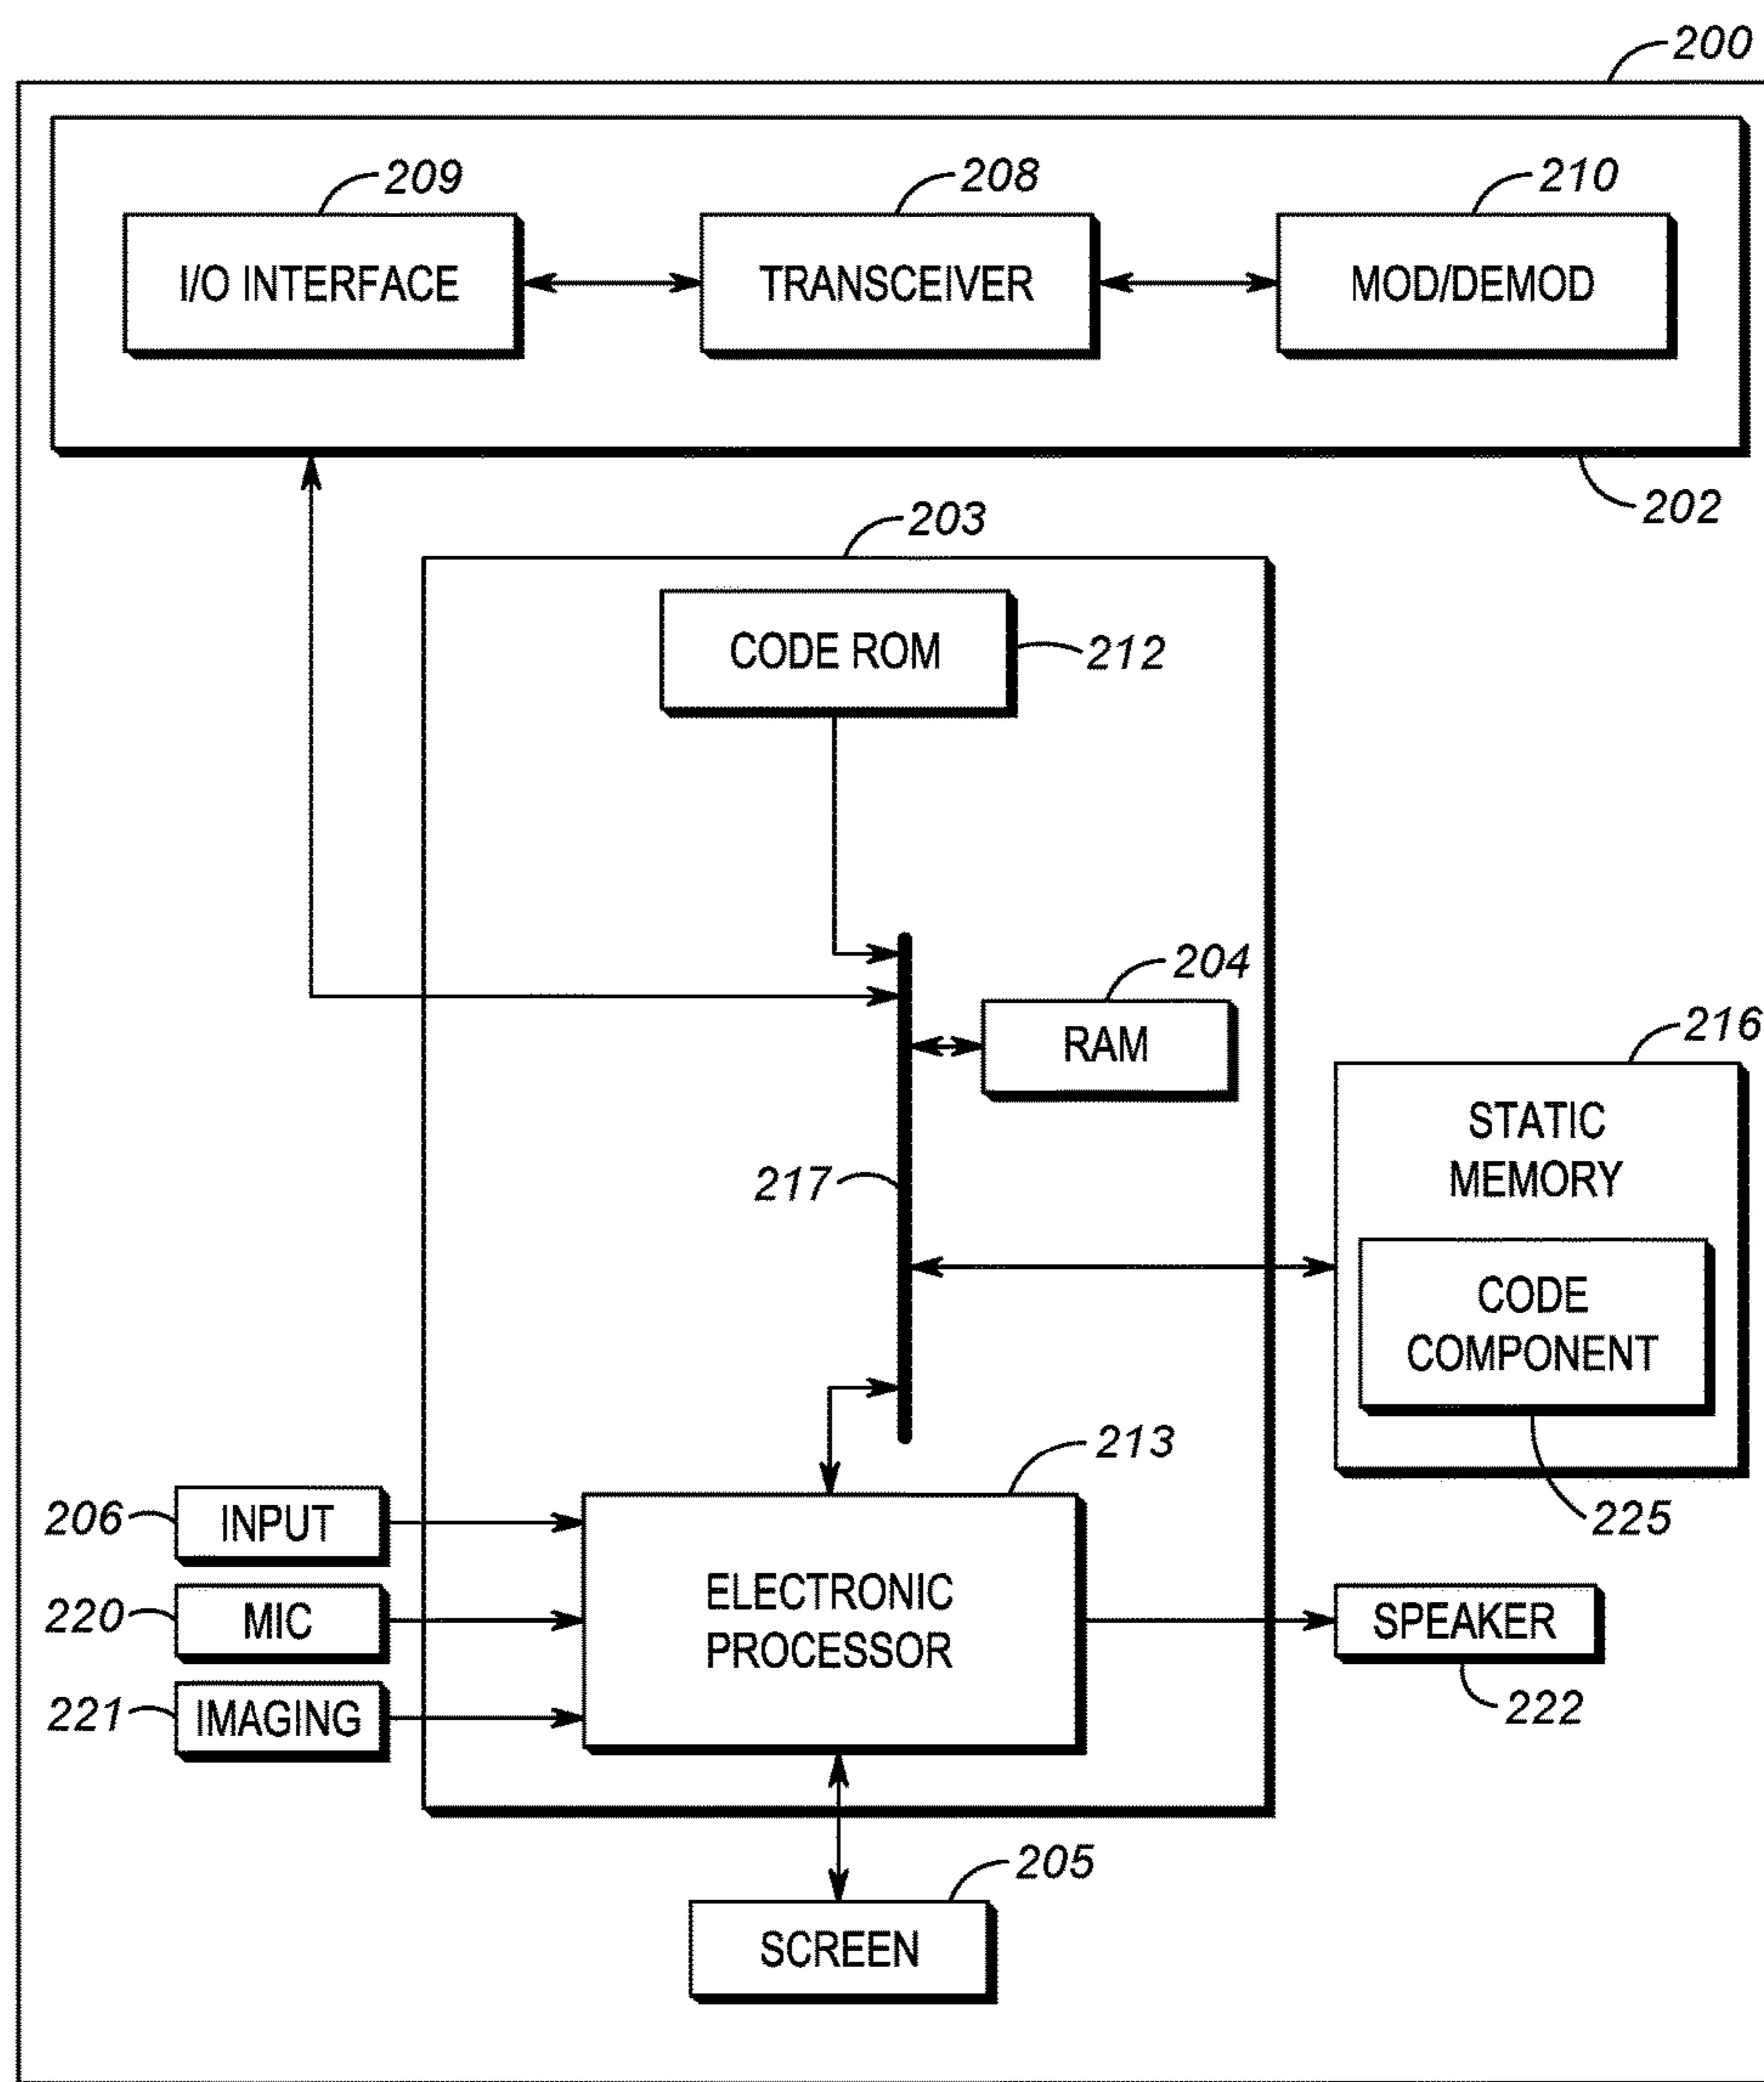 200
209
208
210
I/O INTERFACE
TRANSCEIVER
MOD/DEMOD
202
203
CODE ROM
212
204
RAM
216
STATIC
MEMORY
217
CODE
COMPONENT
213
225
206
INPUT
220
MIC
221
IMAGING
ELECTRONIC
PROCESSOR
SPEAKER
222
205
SCREEN